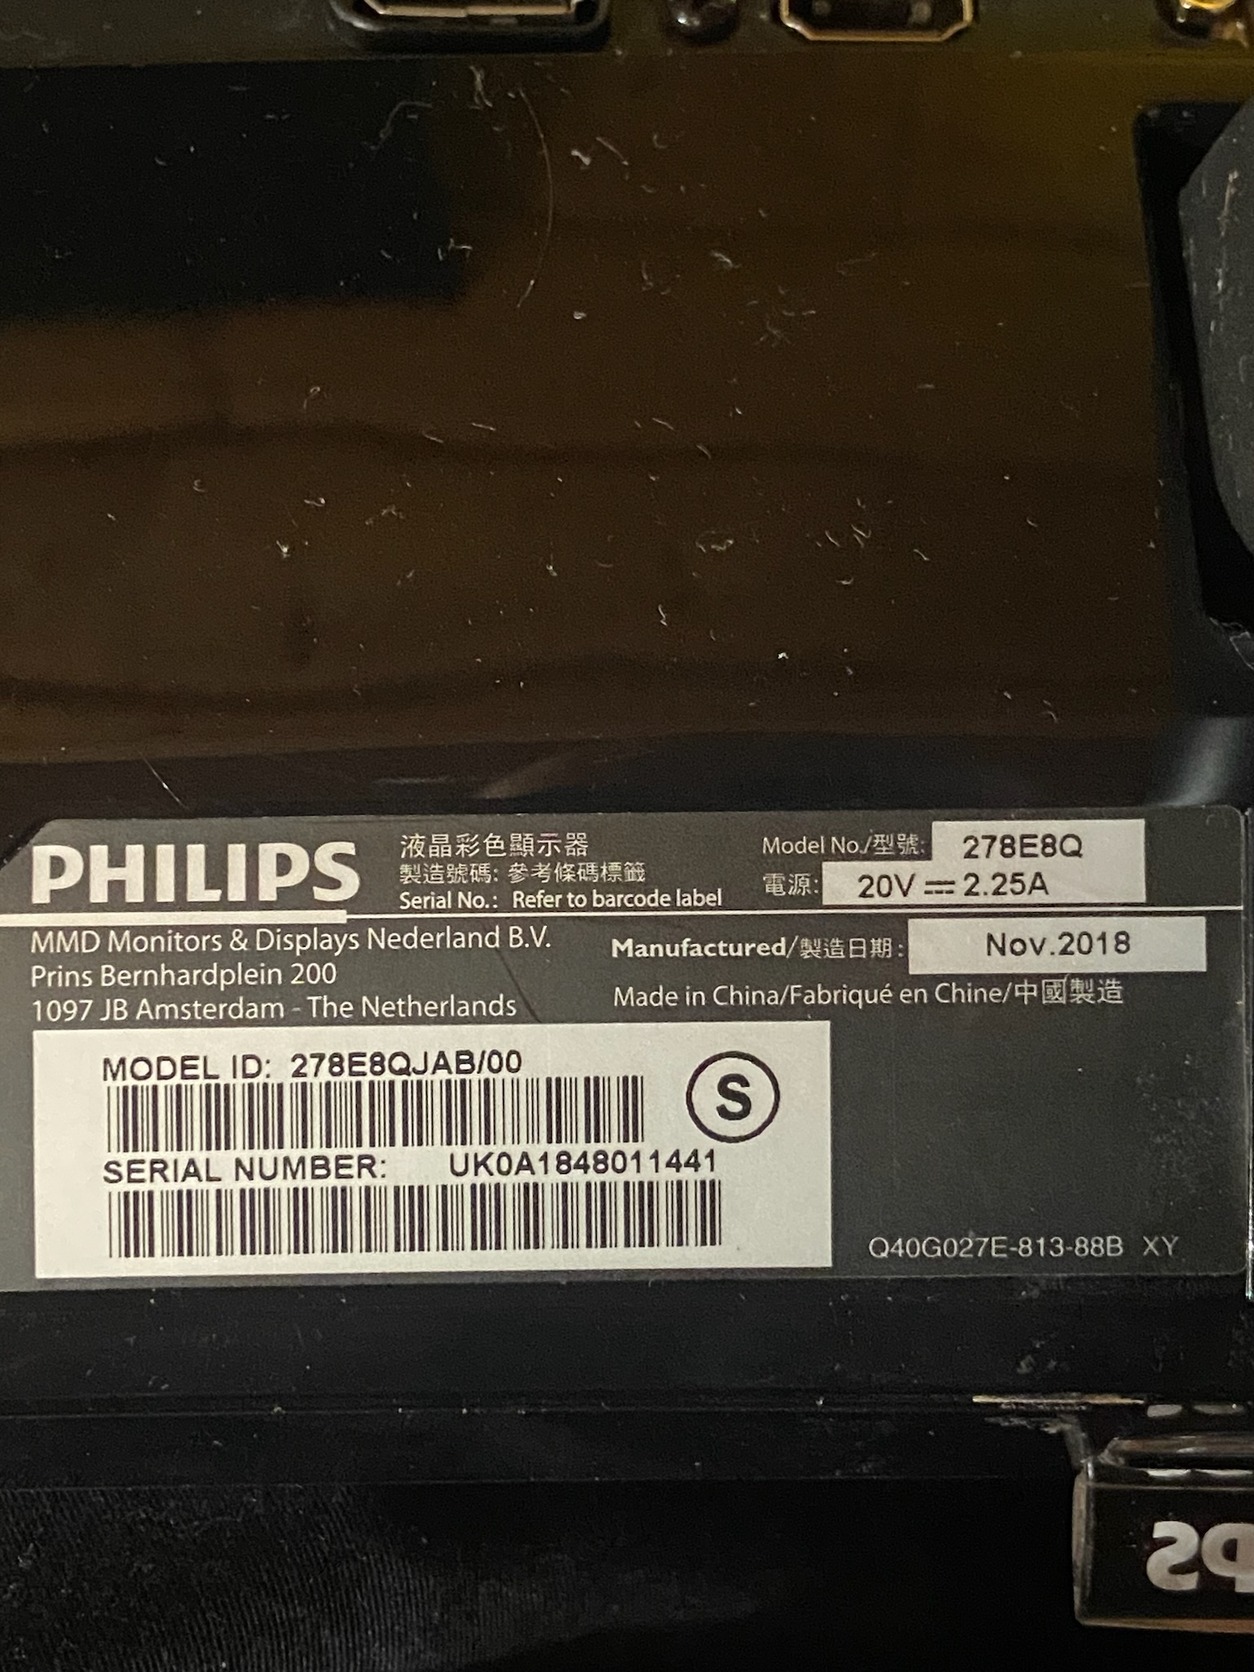 PHILIPS
液晶彩色顯示器
製造號碼: 參考條碼標籤
Serial No.: Refer to barcode label
Model No./型號: 278E8Q
電源: 20V ⎓ 2.25A
MMD Monitors & Displays Nederland B.V.
Prins Bernhardplein 200
1097 JB Amsterdam - The Netherlands
Manufactured/製造日期: Nov.2018
Made in China/Fabriqué en Chine/中國製造
MODEL ID: 278E8QJAB/00
S
SERIAL NUMBER: UK0A1848011441
Q40G027E-813-88B XY